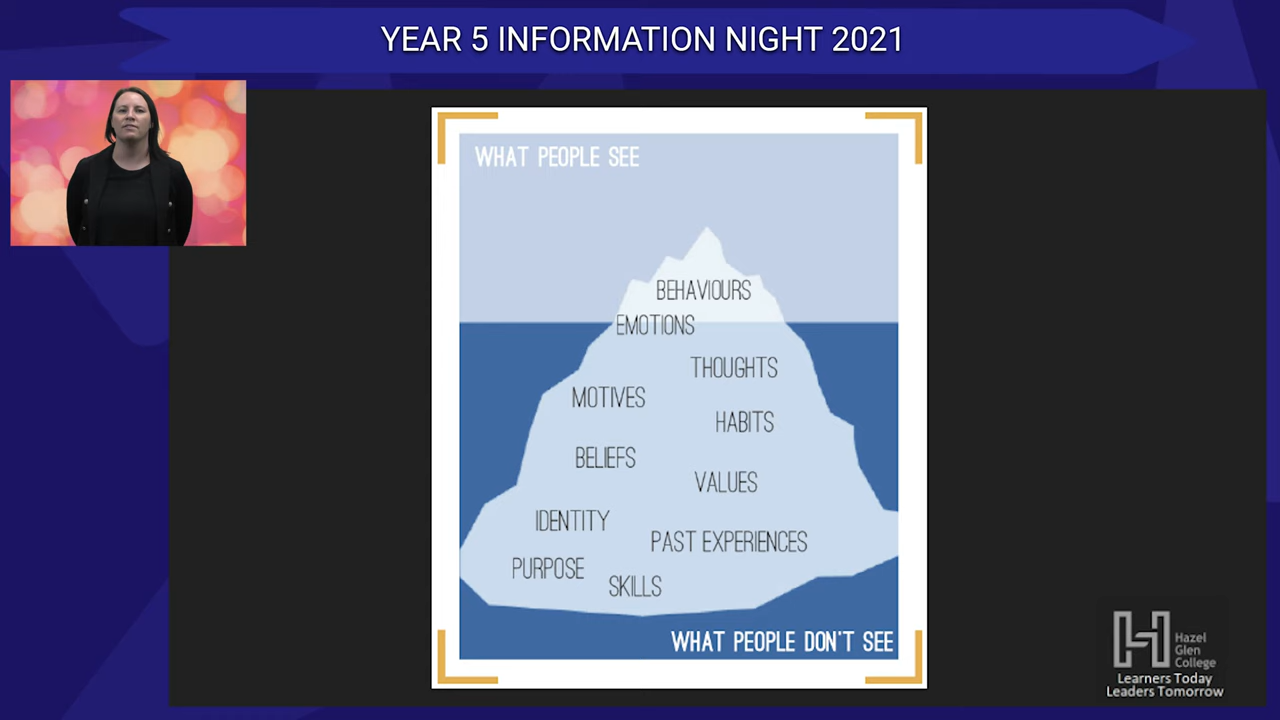 YEAR 5 INFORMATION NIGHT 2021
WHAT PEOPLE SEE
BEHAVIOURS
EMOTIONS
THOUGHTS
MOTIVES
HABITS
BELIEFS
VALUES
IDENTITY
PAST EXPERIENCES
PURPOSE
SKILLS
WHAT PEOPLE DON'T SEE
Hazel
Glen
College
Learners Today
Leaders Tomorrow